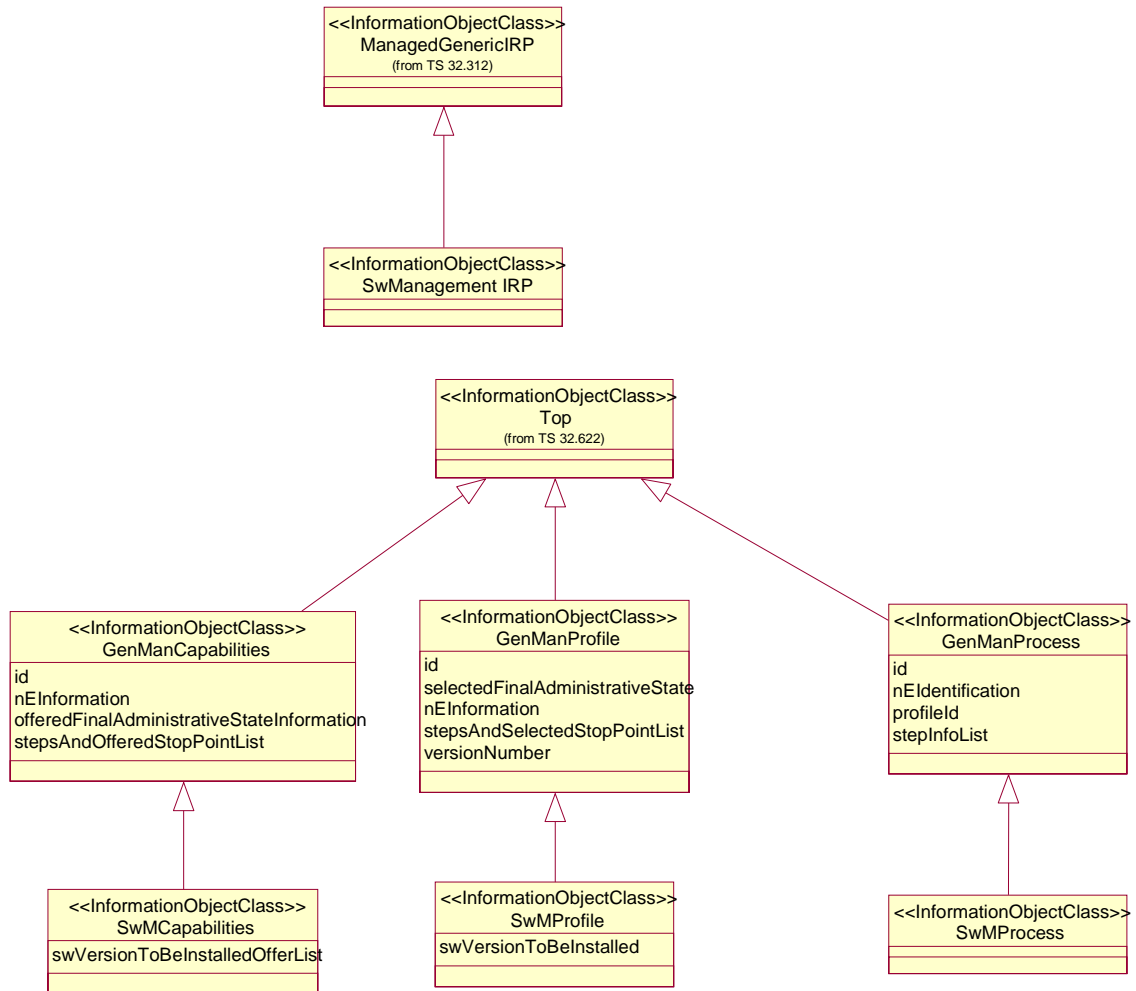 <<InformationObjectClass>>
ManagedGenericIRP
(from TS 32.312)
<<InformationObjectClass>>
SwManagement IRP
<<InformationObjectClass>>
Top
(from TS 32.622)
<<InformationObjectClass>>
GenManCapabilities
id
nEInformation
offeredFinalAdministrativeStateInformation
stepsAndOfferedStopPointList
<<InformationObjectClass>>
GenManProfile
id
selectedFinalAdministrativeState
nEInformation
stepsAndSelectedStopPointList
versionNumber
<<InformationObjectClass>>
GenManProcess
id
nEIdentification
profileId
stepInfoList
<<InformationObjectClass>>
SwMCapabilities
swVersionToBeInstalledOfferList
<<InformationObjectClass>>
SwMProfile
swVersionToBeInstalled
<<InformationObjectClass>>
SwMProcess